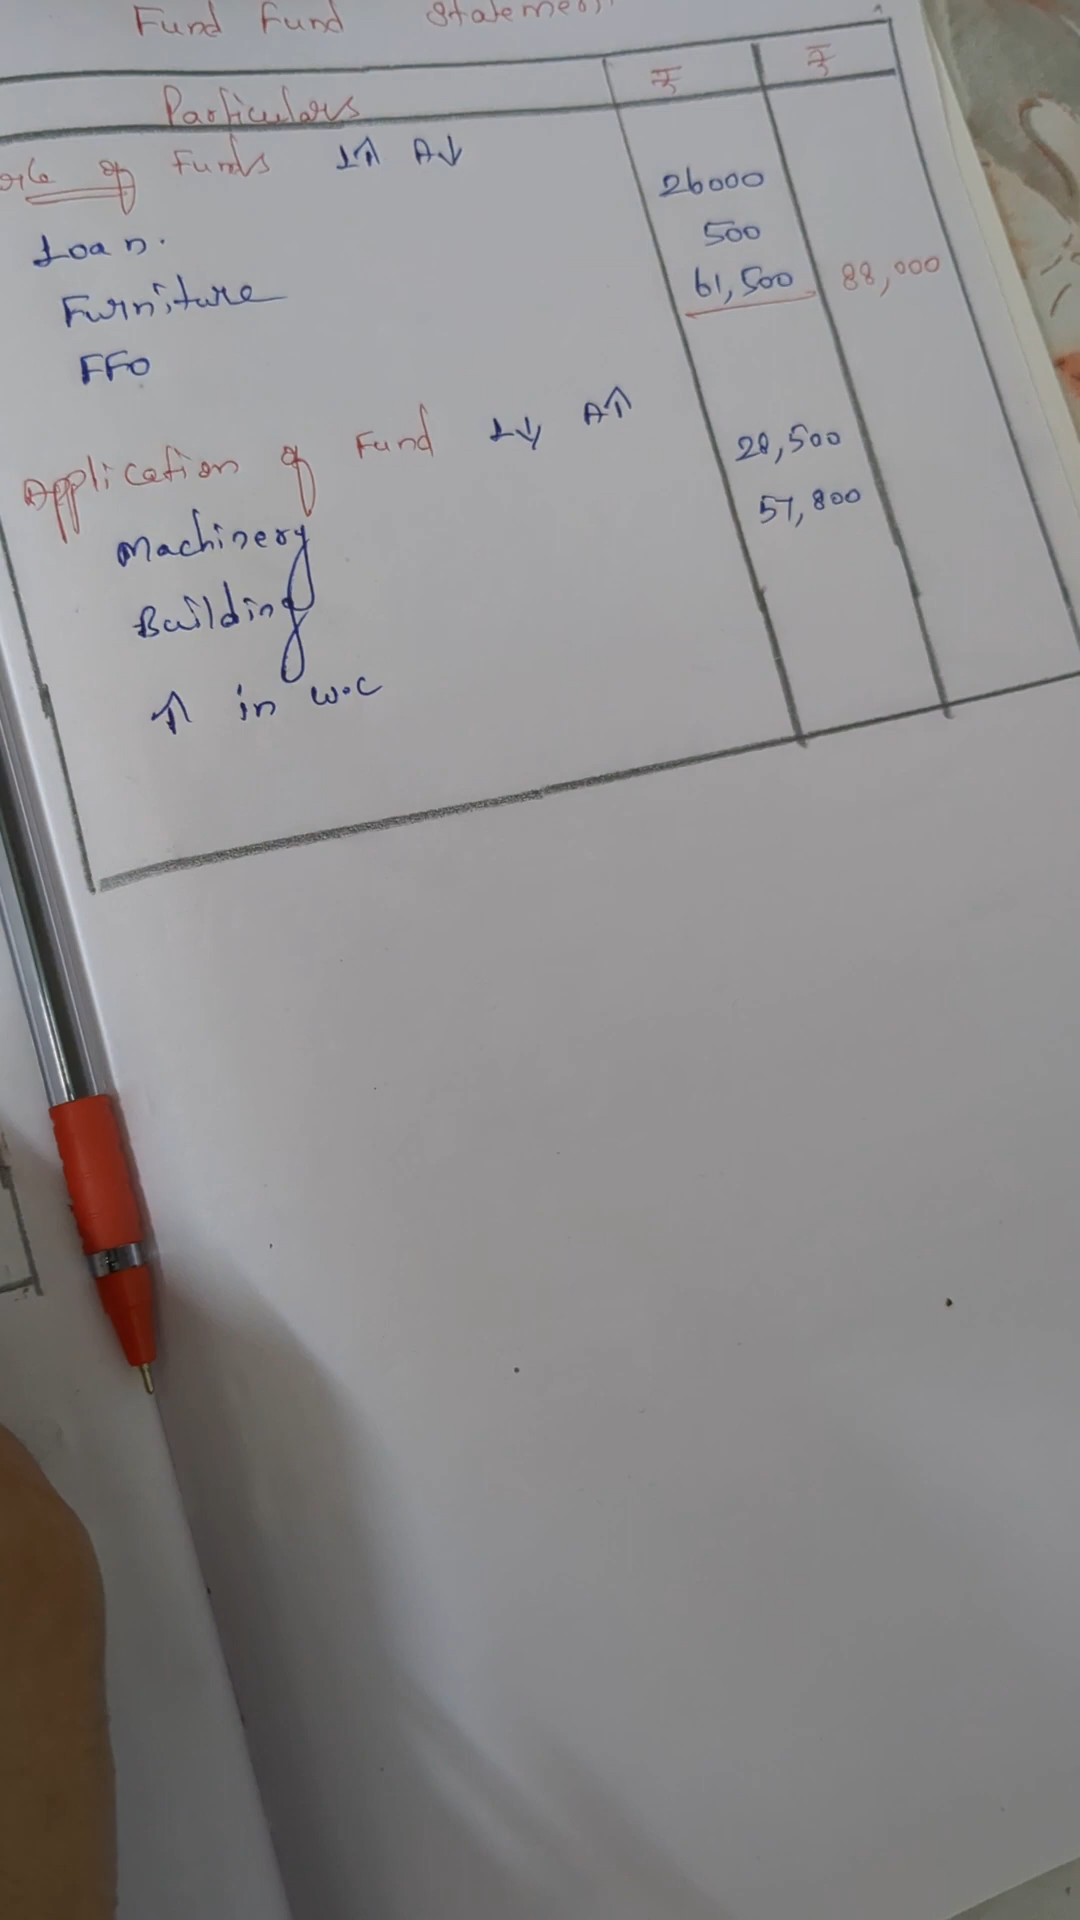 Fund Fund Statement
Particulars ₹ ₹
of Funds L↑ A↓
Loan. 26000
Furniture 500
FFO 61,500 88,000
Application of Fund L↓ A↑
Machinery 28,500
Building 57,800
↑ in w.c